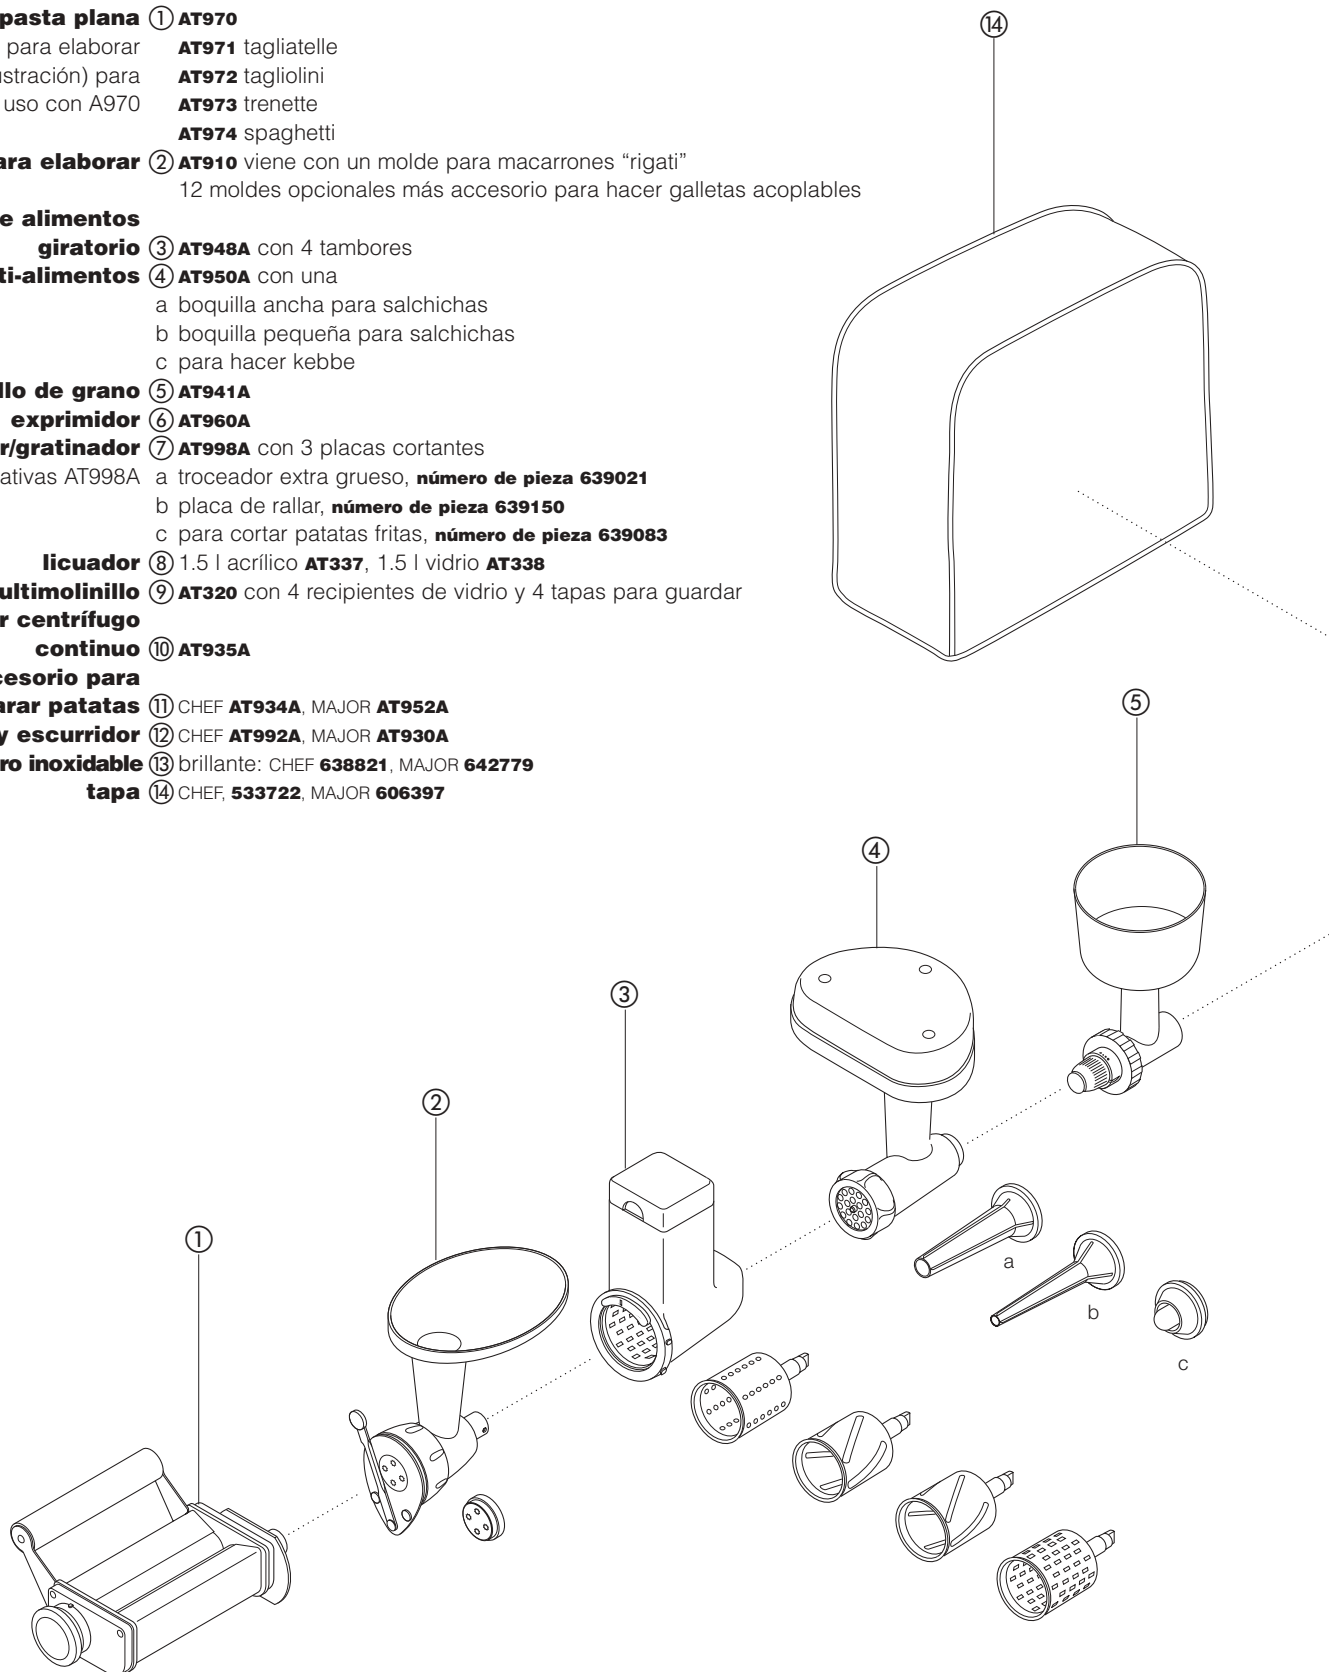 pasta plana ① AT970
para elaborar AT971 tagliatelle
ustración) para AT972 tagliolini
uso con A970 AT973 trenette
AT974 spaghetti
ara elaborar ② AT910 viene con un molde para macarrones “rigati”
12 moldes opcionales más accesorio para hacer galletas acoplables
e alimentos
giratorio ③ AT948A con 4 tambores
ti-alimentos ④ AT950A con una
a boquilla ancha para salchichas
b boquilla pequeña para salchichas
c para hacer kebbe
llo de grano ⑤ AT941A
exprimidor ⑥ AT960A
r/gratinador ⑦ AT998A con 3 placas cortantes
ativas AT998A a troceador extra grueso, número de pieza 639021
b placa de rallar, número de pieza 639150
c para cortar patatas fritas, número de pieza 639083
licuador ⑧ 1.5 l acrílico AT337, 1.5 l vidrio AT338
ultimolinillo ⑨ AT320 con 4 recipientes de vidrio y 4 tapas para guardar
r centrífugo
continuo ⑩ AT935A
cesorio para
arar patatas ⑪ CHEF AT934A, MAJOR AT952A
y escurridor ⑫ CHEF AT992A, MAJOR AT930A
ro inoxidable ⑬ brillante: CHEF 638821, MAJOR 642779
tapa ⑭ CHEF, 533722, MAJOR 606397
⑭
⑤
④
③
②
①
a
b
c